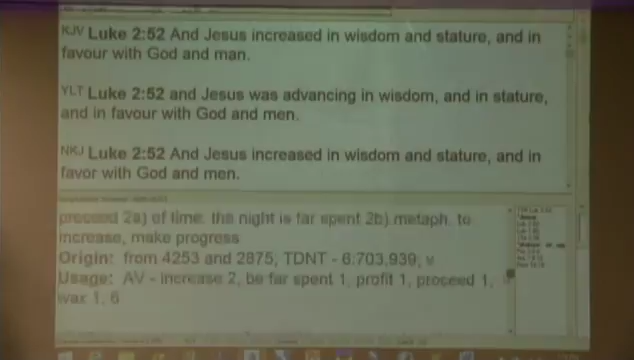 KJV Luke 2:52 And Jesus increased in wisdom and stature, and in
favour with God and man.
YLT Luke 2:52 and Jesus was advancing in wisdom, and in stature,
and in favour with God and men.
NKJ Luke 2:52 And Jesus increased in wisdom and stature, and in
favor with God and men.
proceed 2a) of time: the night is far spent 2b) metaph. to
increase, make progress
Origin: from 4253 and 2875; TDNT - 6:703,939; v
Usage: AV - increase 2, be far spent 1, profit 1, proceed 1,
wax 1; 6